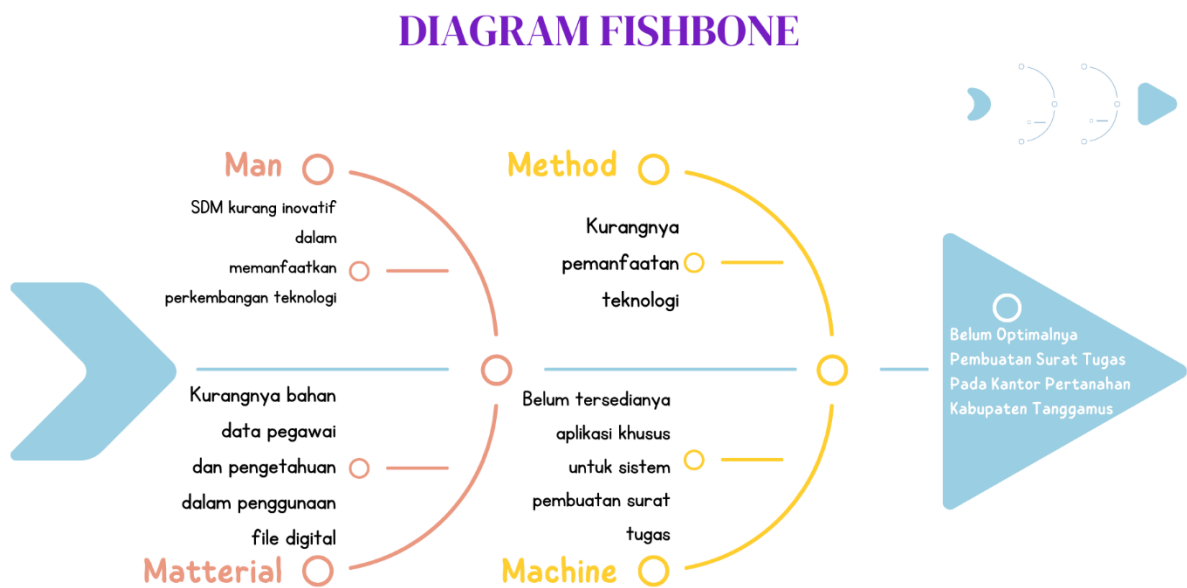 DIAGRAM FISHBONE
Man
SDM kurang inovatif
dalam
memanfaatkan
perkembangan teknologi
Method
Kurangnya
pemanfaatan
teknologi
Kurangnya bahan
data pegawai
dan pengetahuan
dalam penggunaan
file digital
Matterial
Belum tersedianya
aplikasi khusus
untuk sistem
pembuatan surat
tugas
Machine
Belum Optimalnya
Pembuatan Surat Tugas
Pada Kantor Pertanahan
Kabupaten Tanggamus